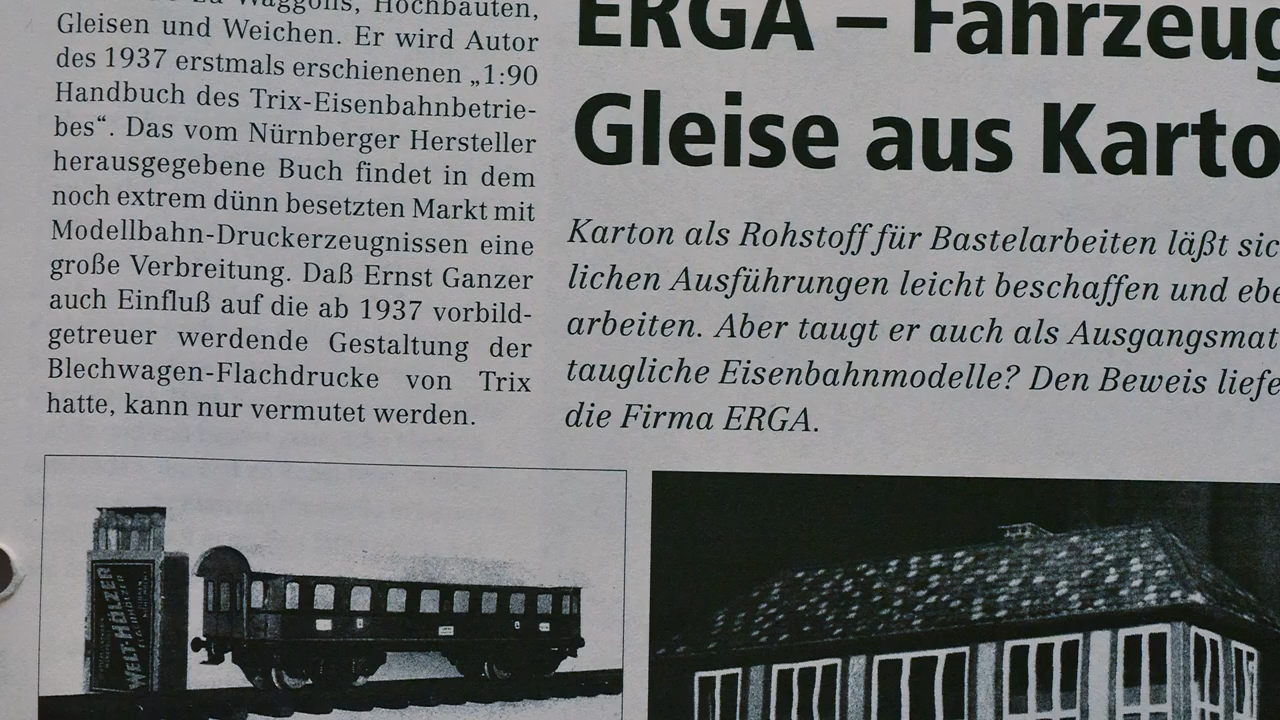 zu Waggons, Hochbauten,
Gleisen und Weichen. Er wird Autor
des 1937 erstmals erschienenen „1:90
Handbuch des Trix-Eisenbahnbetrie-
bes“. Das vom Nürnberger Hersteller
herausgegebene Buch findet in dem
noch extrem dünn besetzten Markt mit
Modellbahn-Druckerzeugnissen eine
große Verbreitung. Daß Ernst Ganzer
auch Einfluß auf die ab 1937 vorbild-
getreuer werdende Gestaltung der
Blechwagen-Flachdrucke von Trix
hatte, kann nur vermutet werden.
ERGA – Fahrzeug
Gleise aus Karto
Karton als Rohstoff für Bastelarbeiten läßt sic
lichen Ausführungen leicht beschaffen und ebe
arbeiten. Aber taugt er auch als Ausgangsmat
taugliche Eisenbahnmodelle? Den Beweis liefe
die Firma ERGA.
WELT-HÖLZER